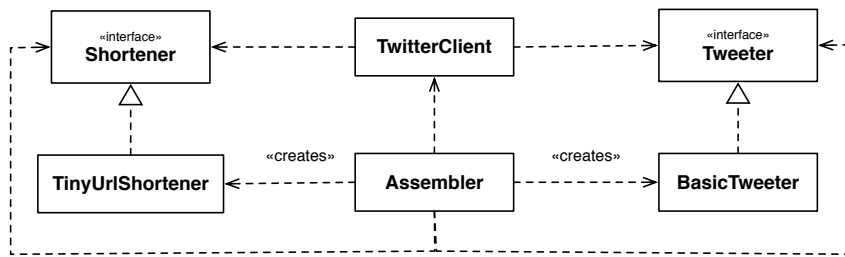 «interface»
Shortener
TwitterClient
«interface»
Tweeter
«creates»
«creates»
TinyUrlShortener
Assembler
BasicTweeter